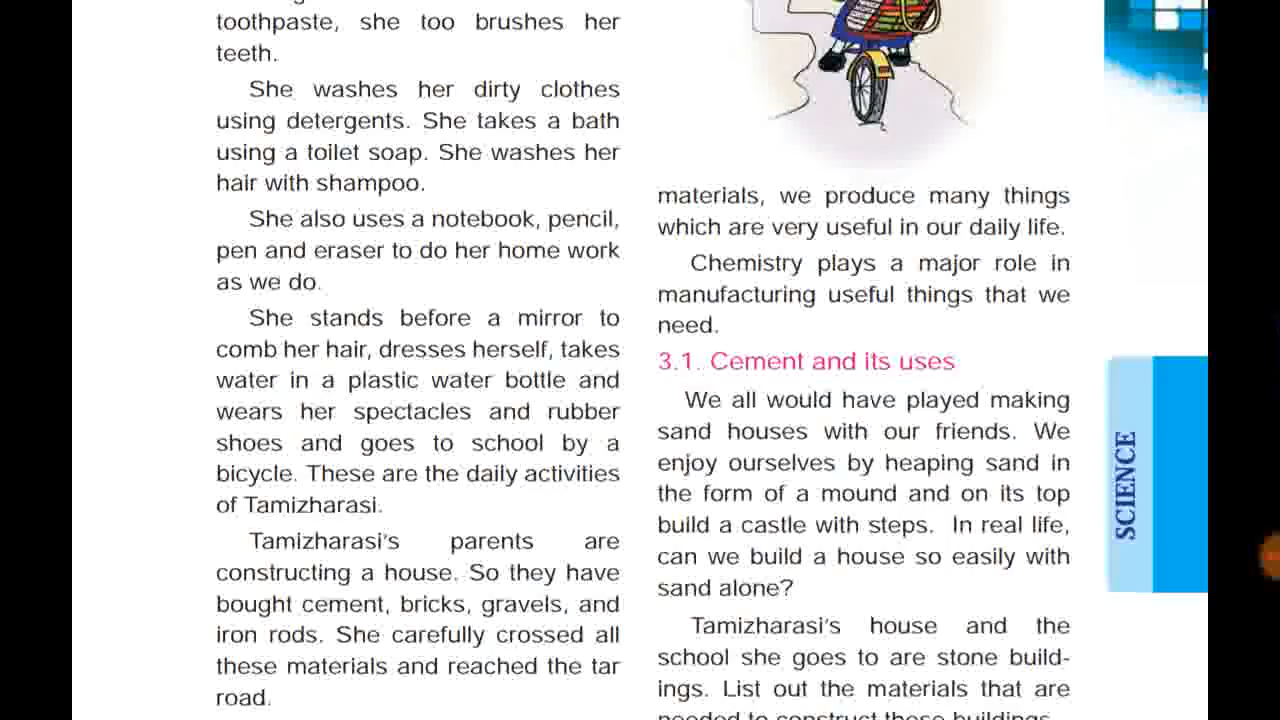 toothpaste, she too brushes her
teeth.
She washes her dirty clothes
using detergents. She takes a bath
using a toilet soap. She washes her
hair with shampoo.
She also uses a notebook, pencil,
pen and eraser to do her home work
as we do.
She stands before a mirror to
comb her hair, dresses herself, takes
water in a plastic water bottle and
wears her spectacles and rubber
shoes and goes to school by a
bicycle. These are the daily activities
of Tamizharasi.
Tamizharasi's parents are
constructing a house. So they have
bought cement, bricks, gravels, and
iron rods. She carefully crossed all
these materials and reached the tar
road.
materials, we produce many things
which are very useful in our daily life.
Chemistry plays a major role in
manufacturing useful things that we
need.
3.1. Cement and its uses
We all would have played making
sand houses with our friends. We
enjoy ourselves by heaping sand in
the form of a mound and on its top
build a castle with steps. In real life,
can we build a house so easily with
sand alone?
Tamizharasi's house and the
school she goes to are stone build-
ings. List out the materials that are
needed to construct these buildings.
SCIENCE